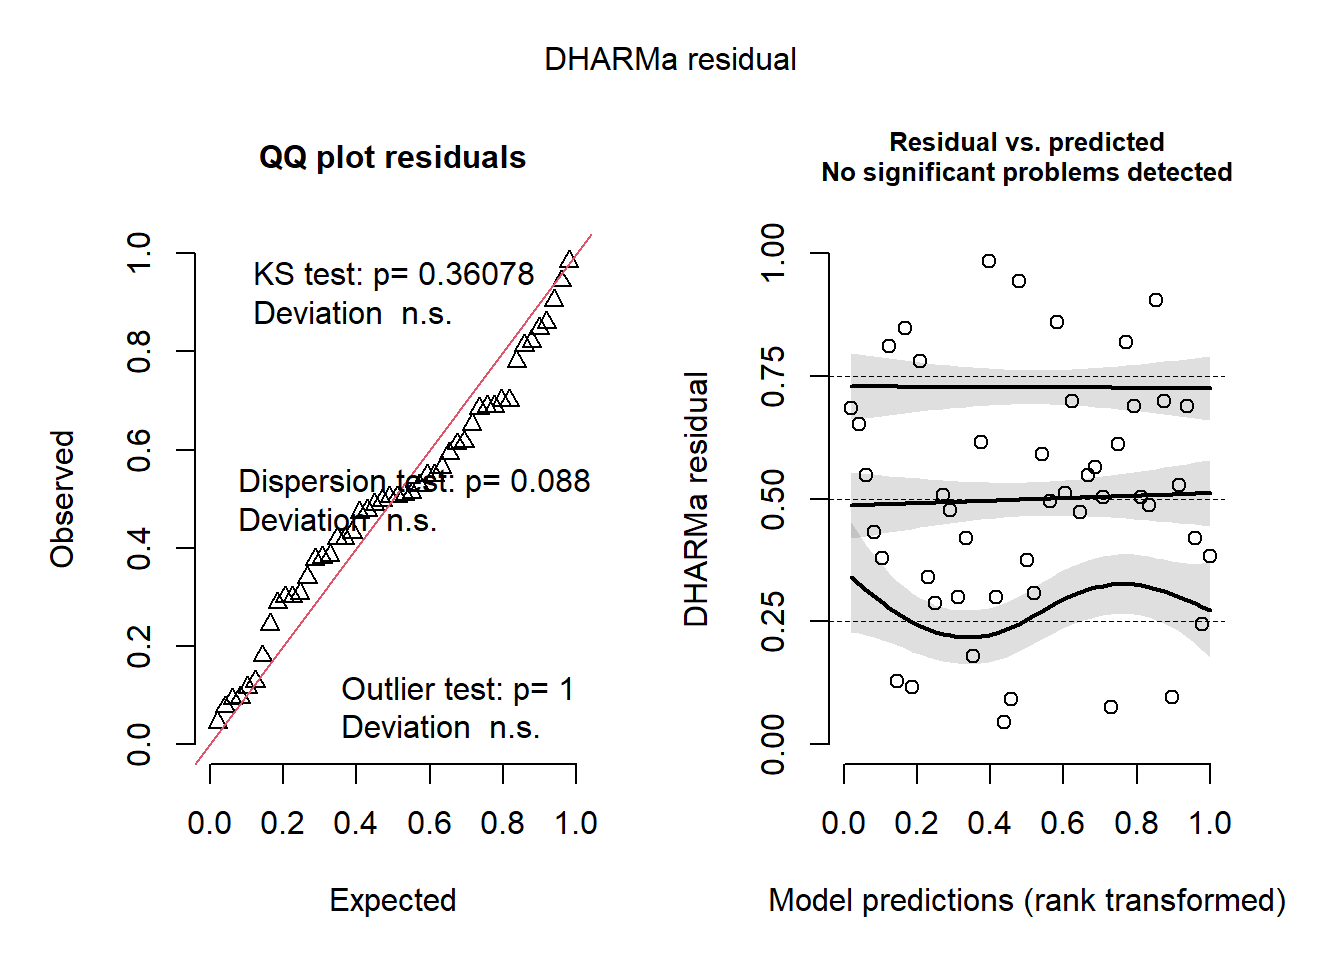 DHARMa residual
QQ plot residuals
KS test: p= 0.36078
Deviation  n.s.
Dispersion test: p= 0.088
Deviation  n.s.
Outlier test: p= 1
Deviation  n.s.
Observed
0.0 0.2 0.4 0.6 0.8 1.0
0.0 0.2 0.4 0.6 0.8 1.0
Expected
Residual vs. predicted
No significant problems detected
DHARMa residual
0.00 0.25 0.50 0.75 1.00
0.0 0.2 0.4 0.6 0.8 1.0
Model predictions (rank transformed)